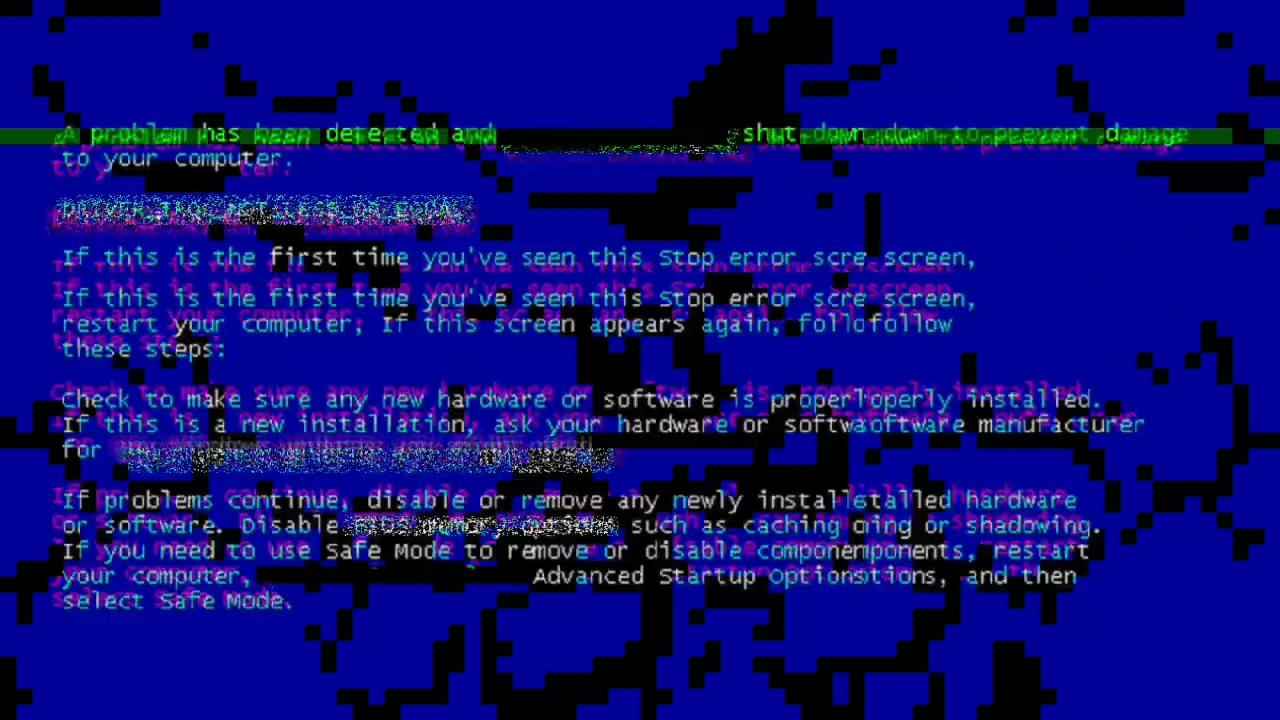 A problem has been detected and shut down down to prevent damage
to your computer.
If this is the first time you've seen this Stop error scre screen,
If this is the first time you've seen this Stop error scre screen,
restart your computer, If this screen appears again, follofollow
these steps:
Check to make sure any new hardware or software is properloperly installed.
If this is a new installation, ask your hardware or softwasoftware manufacturer
for
If problems continue, disable or remove any newly installstalled hardware
or software. Disable such as caching oing or shadowing.
If you need to use Safe Mode to remove or disable componemponents, restart
your computer, Advanced Startup Optionstions, and then
select Safe Mode.